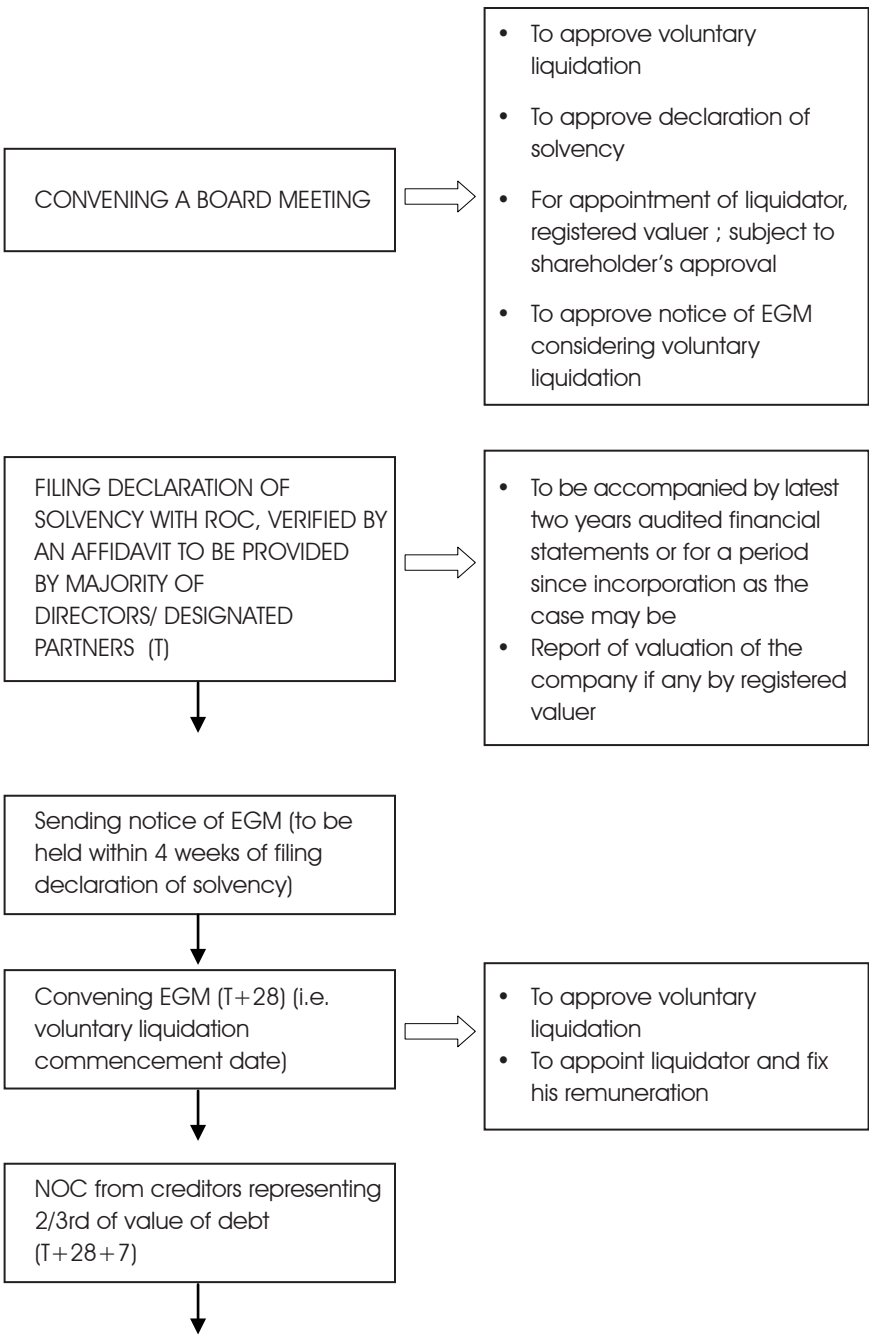 CONVENING A BOARD MEETING
• To approve voluntary
liquidation
• To approve declaration of
solvency
• For appointment of liquidator,
registered valuer ; subject to
shareholder's approval
• To approve notice of EGM
considering voluntary
liquidation
FILING DECLARATION OF
SOLVENCY WITH ROC, VERIFIED BY
AN AFFIDAVIT TO BE PROVIDED
BY MAJORITY OF
DIRECTORS/ DESIGNATED
PARTNERS (T)
• To be accompanied by latest
two years audited financial
statements or for a period
since incorporation as the
case may be
• Report of valuation of the
company if any by registered
valuer
Sending notice of EGM (to be
held within 4 weeks of filing
declaration of solvency)
Convening EGM (T+28) (i.e.
voluntary liquidation
commencement date)
• To approve voluntary
liquidation
• To appoint liquidator and fix
his remuneration
NOC from creditors representing
2/3rd of value of debt
(T+28+7)